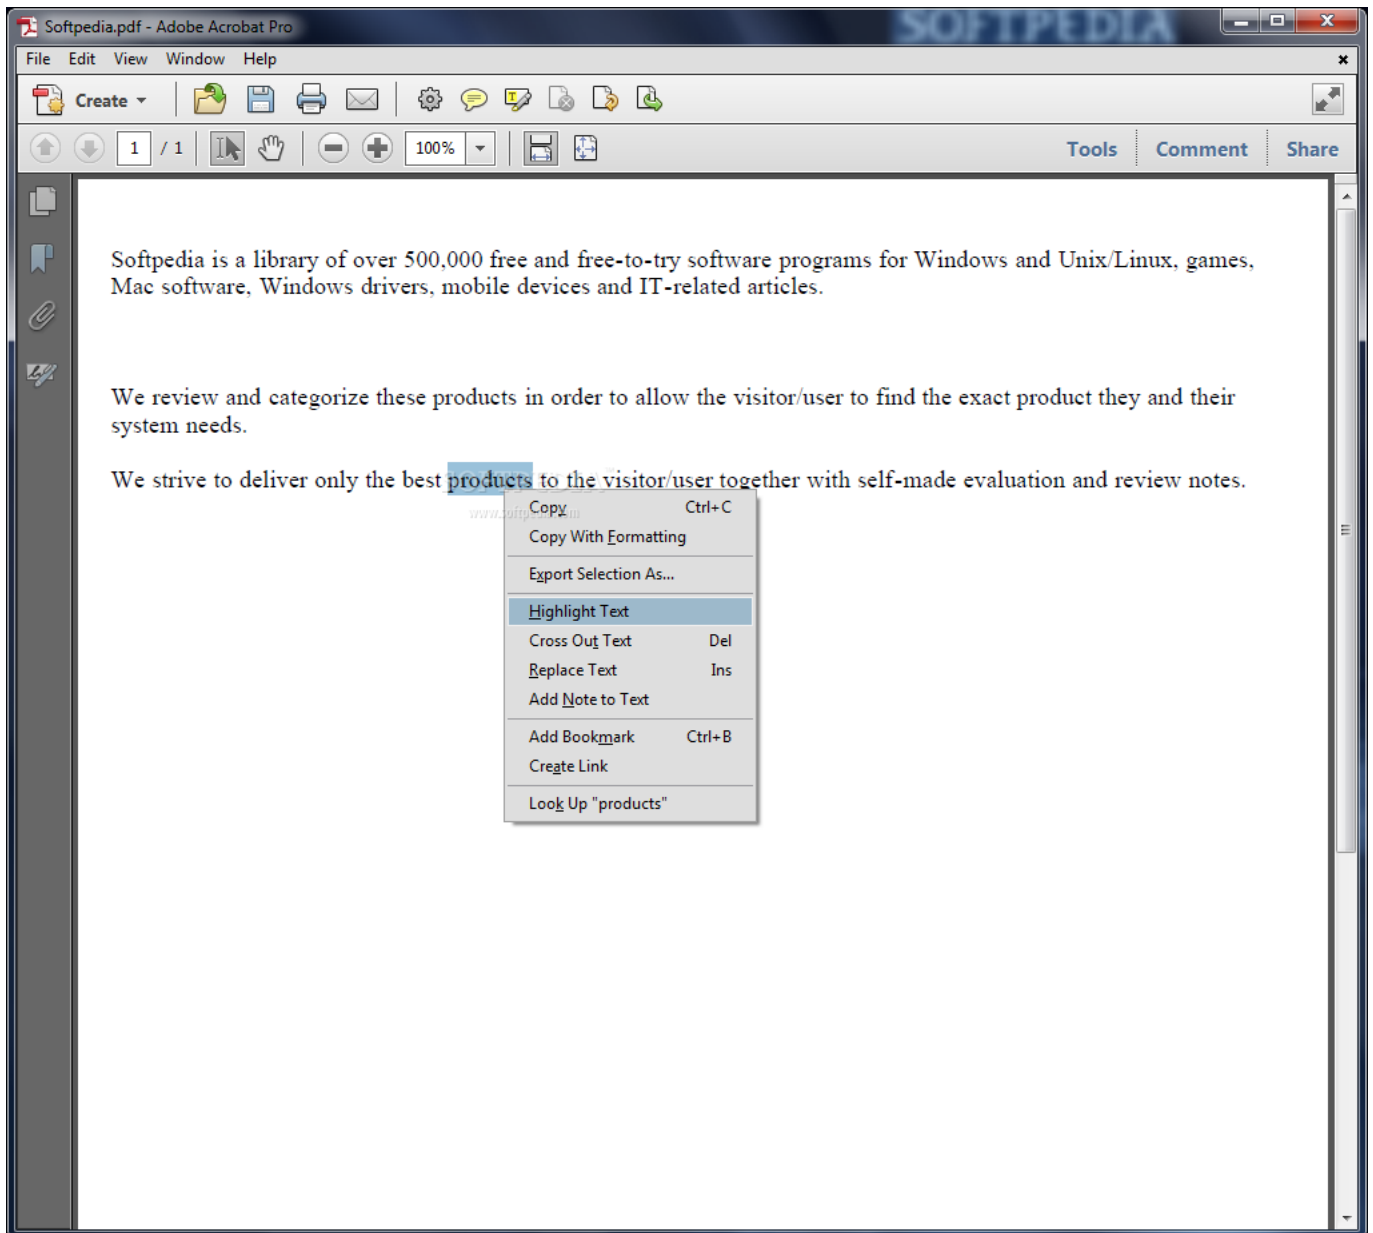 Softpedia.pdf - Adobe Acrobat Pro
SOFTPEDIA
File Edit View Window Help
Create
1 / 1 100% Tools Comment Share
Softpedia is a library of over 500,000 free and free-to-try software programs for Windows and Unix/Linux, games,
Mac software, Windows drivers, mobile devices and IT-related articles.
We review and categorize these products in order to allow the visitor/user to find the exact product they and their
system needs.
We strive to deliver only the best products to the visitor/user together with self-made evaluation and review notes.
SOFTPEDIA
www.softpedia.com
Copy Ctrl+C
Copy With Formatting
Export Selection As...
Highlight Text
Cross Out Text Del
Replace Text Ins
Add Note to Text
Add Bookmark Ctrl+B
Create Link
Look Up "products"